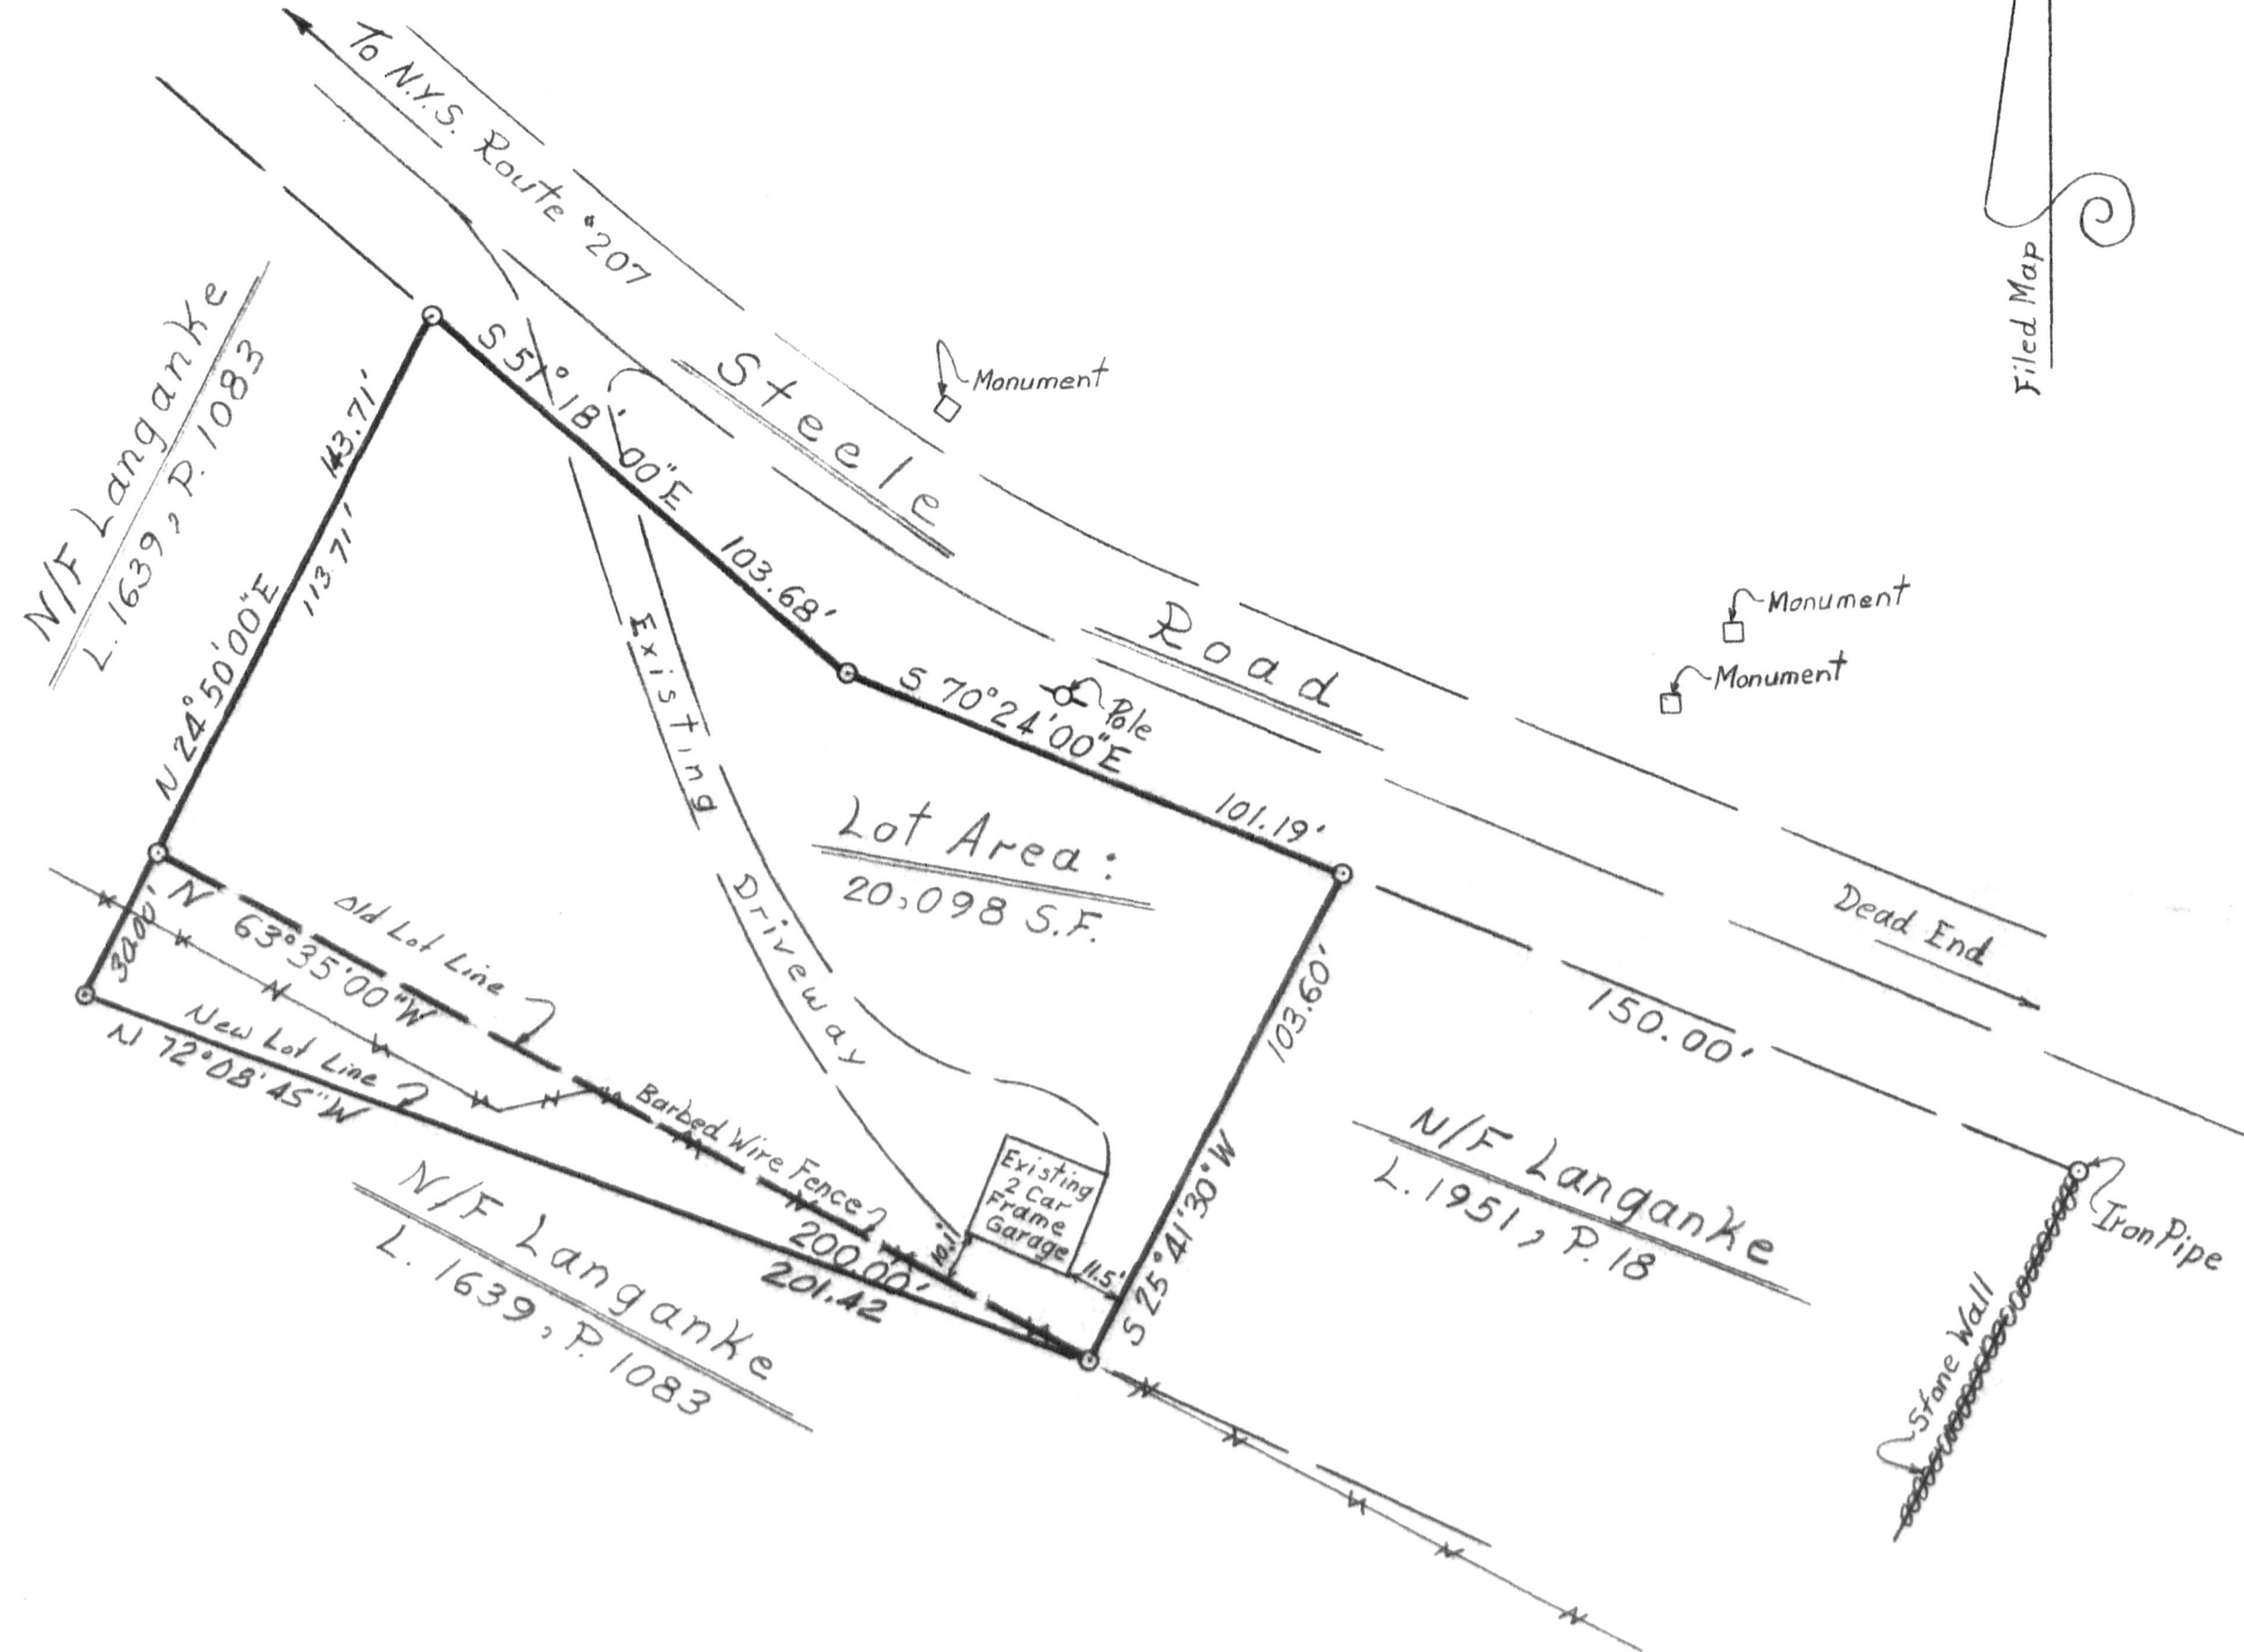 To N.Y.S. Route #207
Filed Map
Steele
Road
Monument
Monument
Monument
Pole
N/F Langanke
L. 1639, P. 1083
143.71'
113.71'
N 24°50'00"E
30.00'
S 51°18'00"E
103.68'
S 70°24'00"E
101.19'
Existing
Driveway
Lot Area:
20,098 S.F.
Dead End
150.00'
103.60'
S 25°41'30"W
Old Lot Line
N 63°35'00"W
New Lot Line
N 72°08'45"W
Barbed Wire Fence
200.00'
201.42
Existing
2 Car
Frame
Garage
10.1'
11.5'
N/F Langanke
L. 1639, P. 1083
N/F Langanke
L. 1951, P. 18
Iron Pipe
Stone Wall